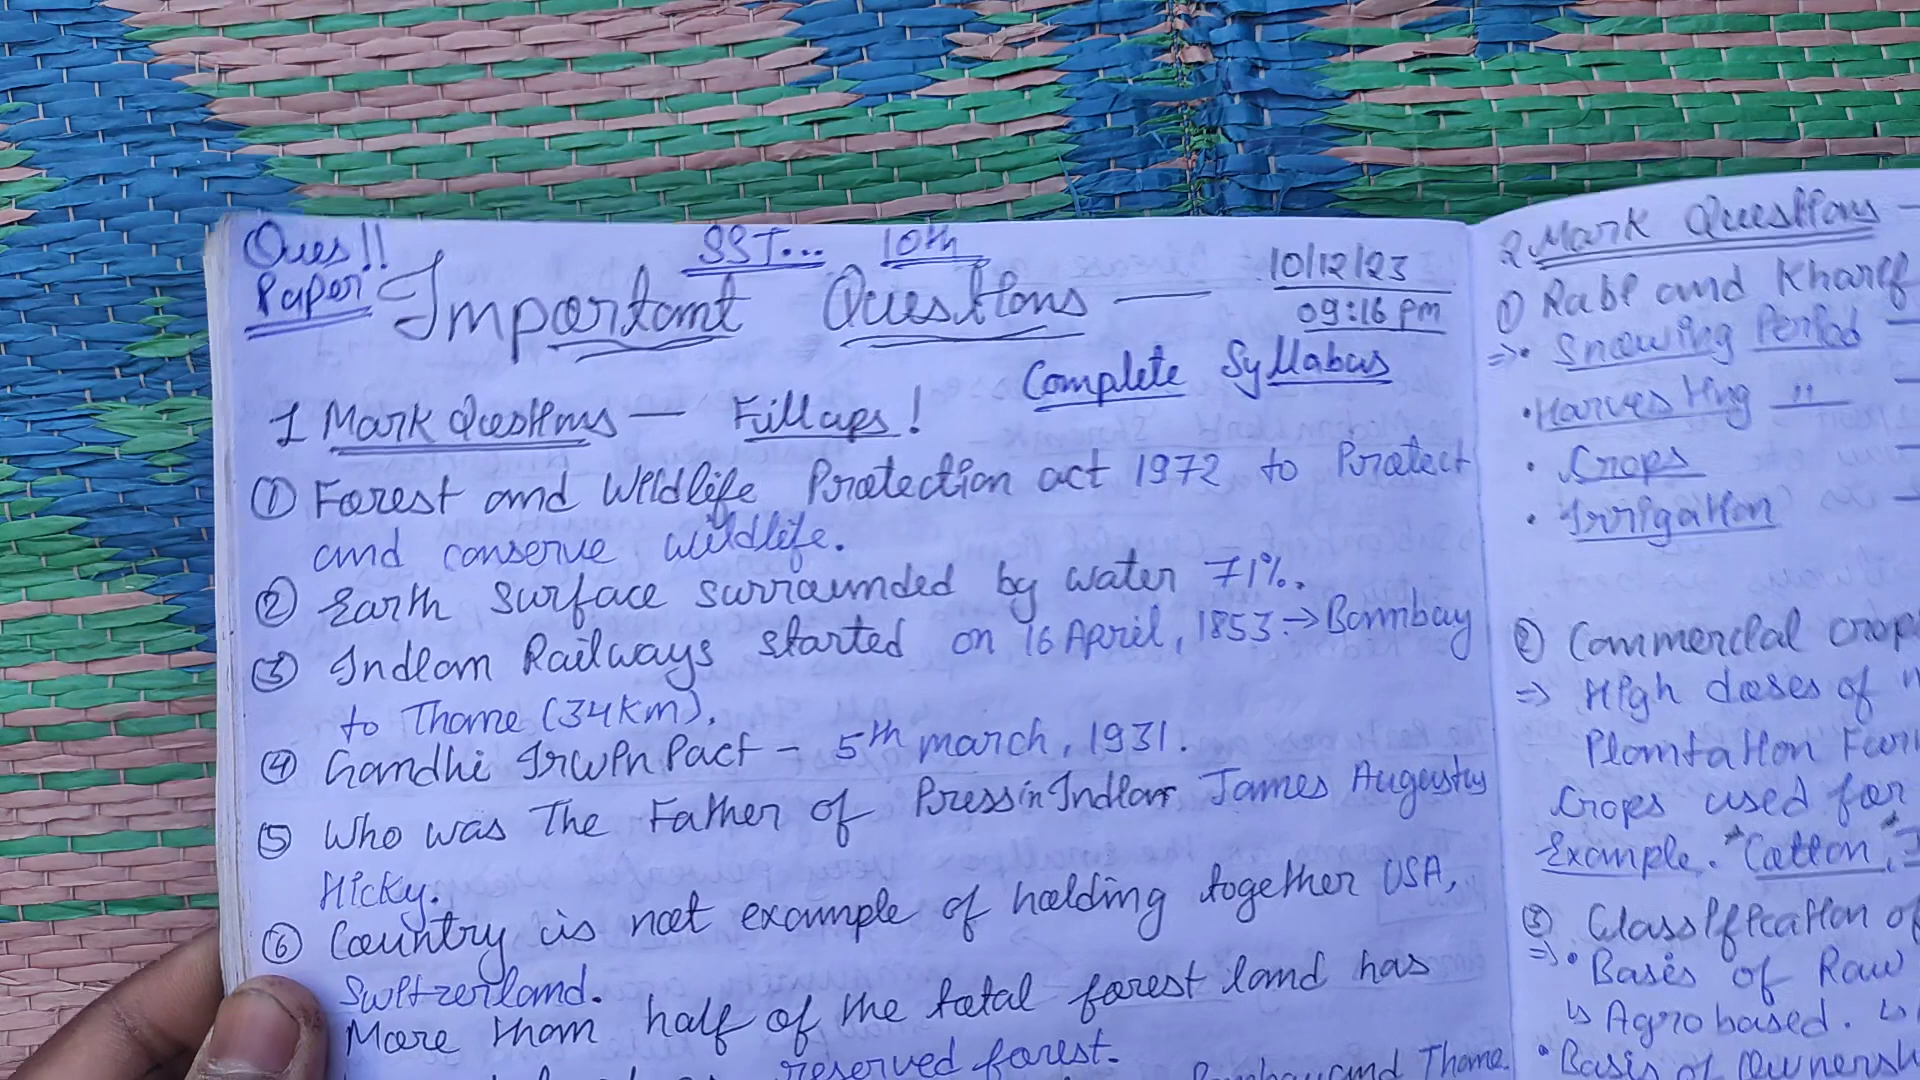 Ques!!
Paper
SST... 10th
Important Questions —
10/12/23
09:16 pm
Complete Syllabus
1 Mark Questions — Fillups!
① Forest and Wildlife Protection act 1972 to Protect
and conserve wildlife.
② Earth surface surrounded by water 71%.
③ Indian Railways started on 16 April, 1853 → Bombay
to Thane (34km).
④ Gandhi Irwin Pact - 5th march, 1931.
⑤ Who was The Father of Press in Indian James Augustus
Hicky.
⑥ Country is not example of holding together USA,
Switzerland.
More than half of the total forest land has
reserved forest.
and Thane.
2 Mark Questions —
① Rabi and Kharif
⇒• Snowing Period —
• Harvesting " —
• Crops —
• Irrigation —
② Commercial crop
⇒ High doses of
Plantation
Crops used for
Example. *Cotton*,
③ Classification of
⇒• Basis of Raw
↳ Agro based. ↳
• Basis of